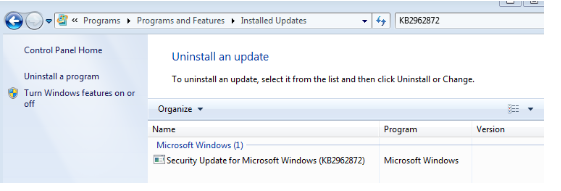 « Programs ▸ Programs and Features ▸ Installed Updates
KB2962872
Control Panel Home
Uninstall a program
Turn Windows features on or
off
Uninstall an update
To uninstall an update, select it from the list and then click Uninstall or Change.
Organize
Name Program Version
Microsoft Windows (1)
Security Update for Microsoft Windows (KB2962872) Microsoft Windows